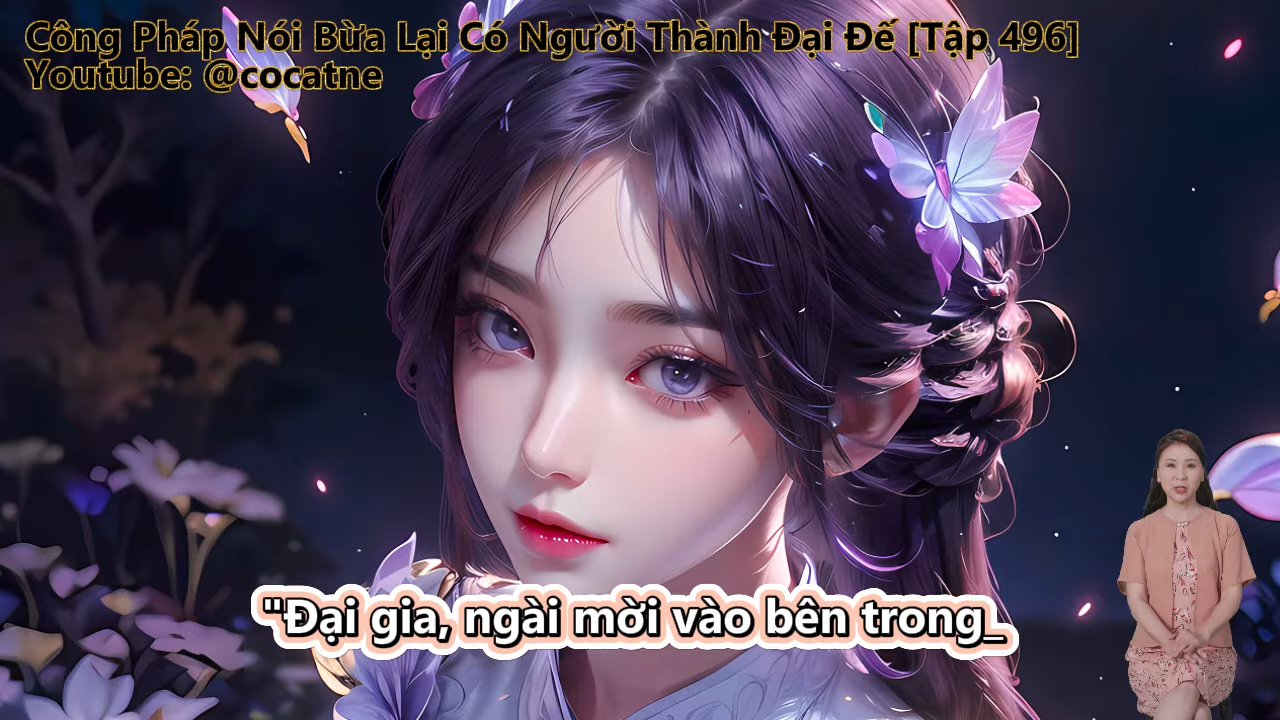 Công Pháp Nói Bừa Lại Có Người Thành Đại Đế [Tập 496]
Youtube: @cocatne
"Đại gia, ngài mời vào bên trong_